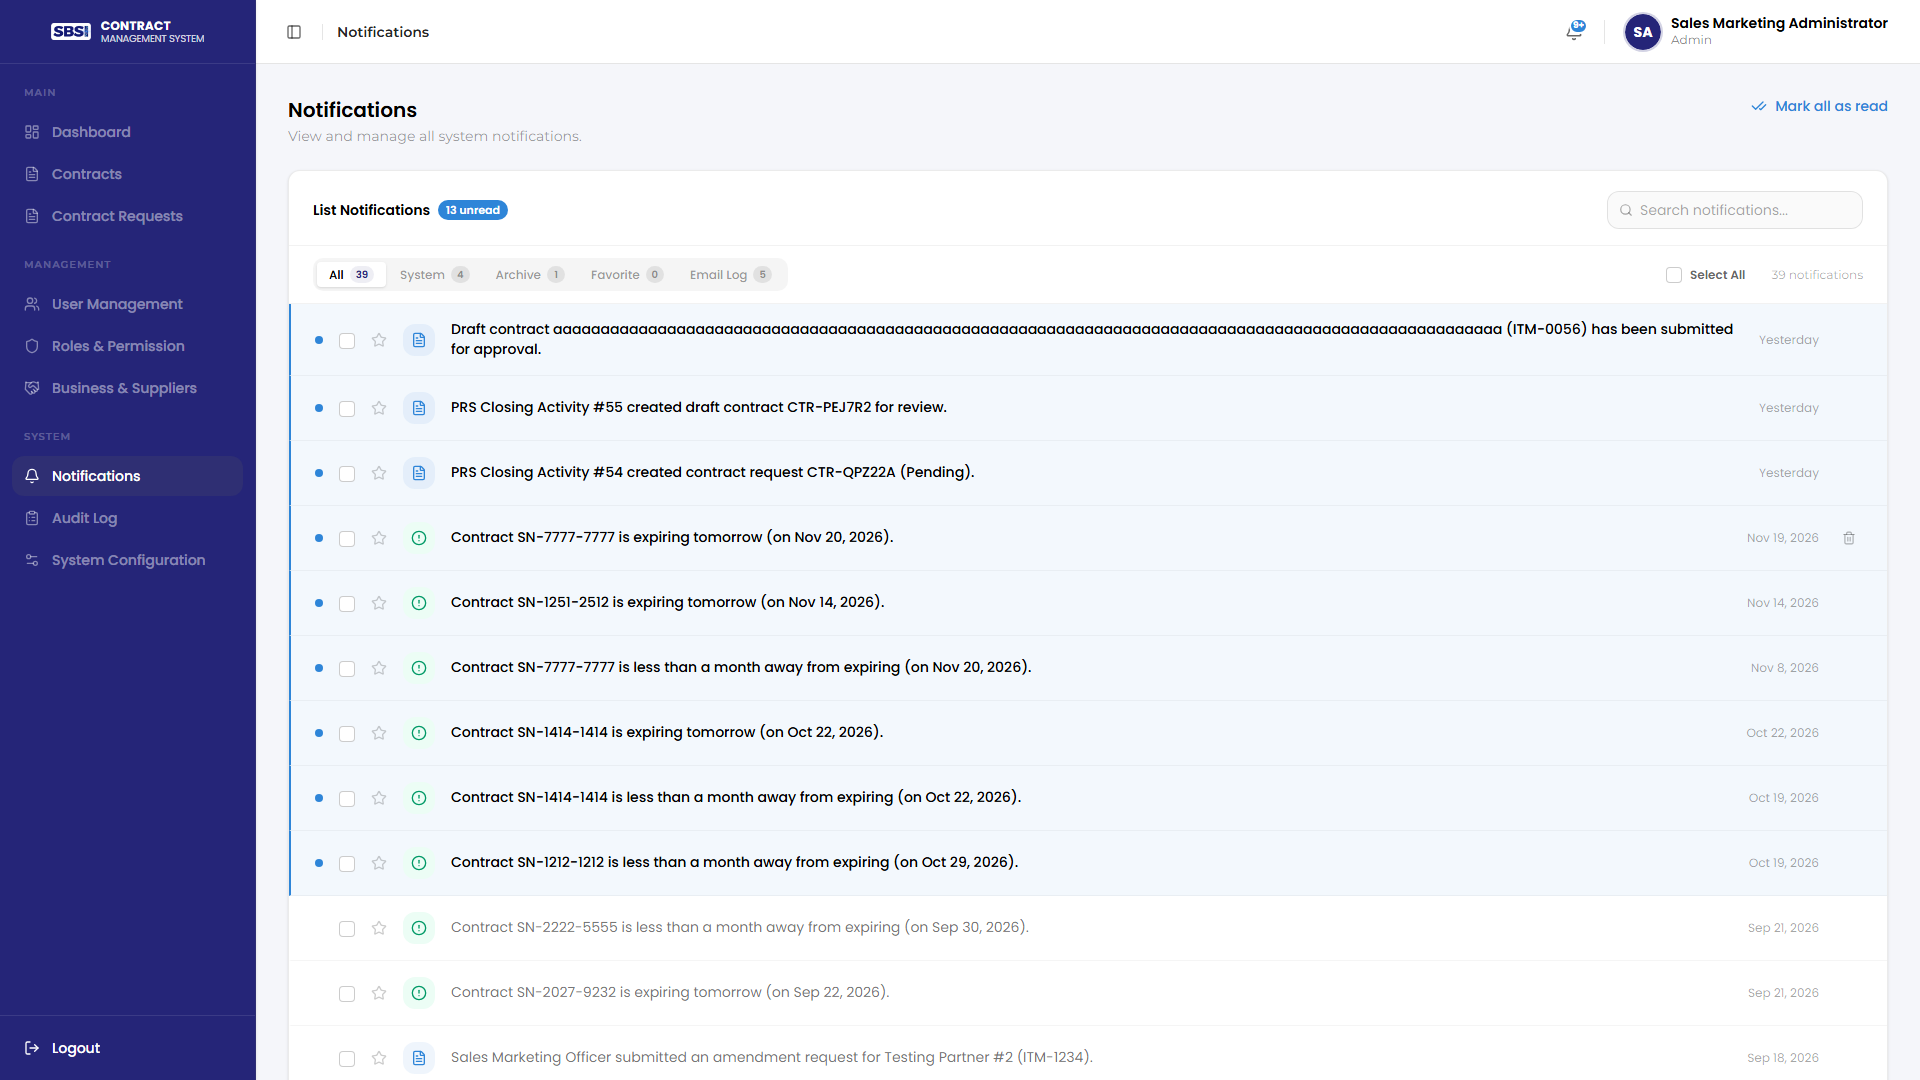 SBSI CONTRACT
MANAGEMENT SYSTEM
MAIN
Dashboard
Contracts
Contract Requests
MANAGEMENT
User Management
Roles & Permission
Business & Suppliers
SYSTEM
Notifications
Audit Log
System Configuration
Logout
Notifications
9+
SA
Sales Marketing Administrator
Admin
Notifications
View and manage all system notifications.
Mark all as read
List Notifications 13 unread
Search notifications...
All 39 System 4 Archive 1 Favorite 0 Email Log 5
Select All 39 notifications
Draft contract aaaaaaaaaaaaaaaaaaaaaaaaaaaaaaaaaaaaaaaaaaaaaaaaaaaaaaaaaaaaaaaaaaaaaaaaaaaaaaaaaaaaaaaaaaaaaaaaaaaa (ITM-0056) has been submitted
for approval.
Yesterday
PRS Closing Activity #55 created draft contract CTR-PEJ7R2 for review. Yesterday
PRS Closing Activity #54 created contract request CTR-QPZ22A (Pending). Yesterday
Contract SN-7777-7777 is expiring tomorrow (on Nov 20, 2026). Nov 19, 2026
Contract SN-1251-2512 is expiring tomorrow (on Nov 14, 2026). Nov 14, 2026
Contract SN-7777-7777 is less than a month away from expiring (on Nov 20, 2026). Nov 8, 2026
Contract SN-1414-1414 is expiring tomorrow (on Oct 22, 2026). Oct 22, 2026
Contract SN-1414-1414 is less than a month away from expiring (on Oct 22, 2026). Oct 19, 2026
Contract SN-1212-1212 is less than a month away from expiring (on Oct 29, 2026). Oct 19, 2026
Contract SN-2222-5555 is less than a month away from expiring (on Sep 30, 2026). Sep 21, 2026
Contract SN-2027-9232 is expiring tomorrow (on Sep 22, 2026). Sep 21, 2026
Sales Marketing Officer submitted an amendment request for Testing Partner #2 (ITM-1234). Sep 18, 2026